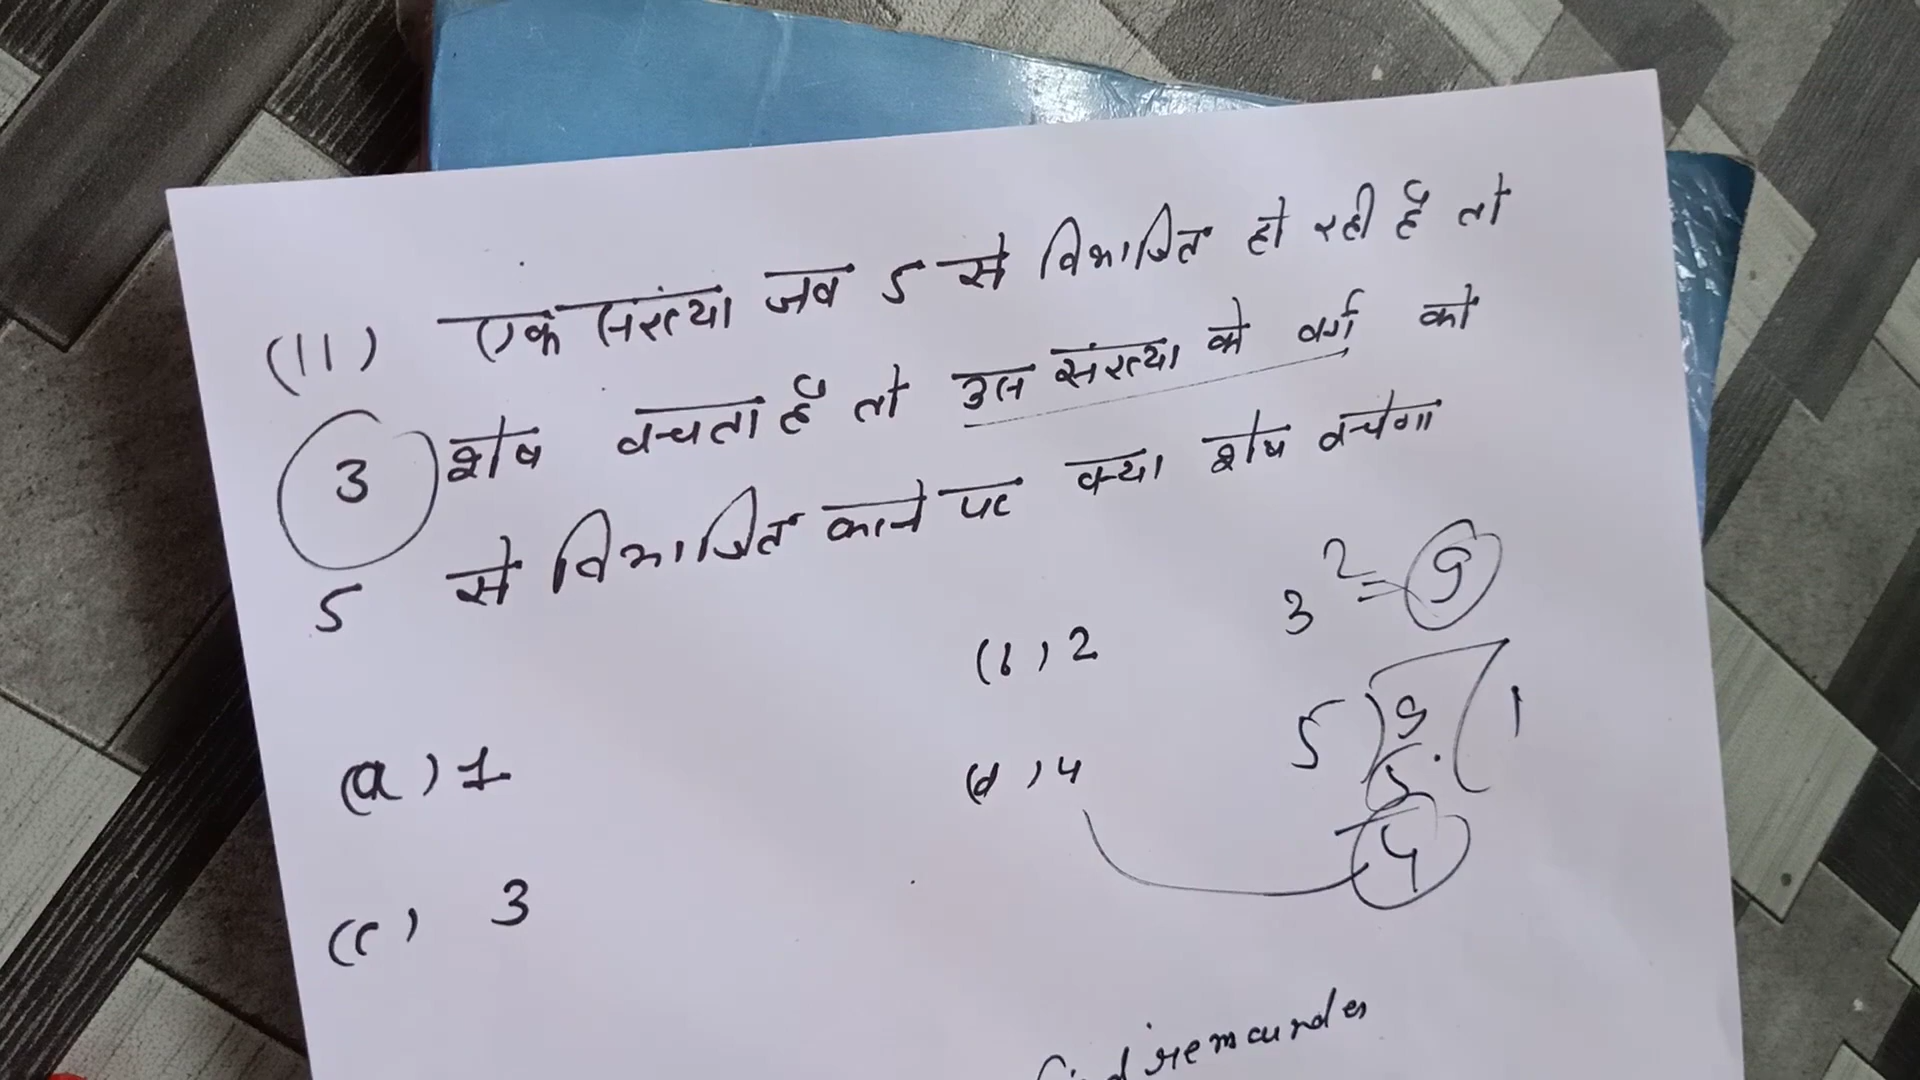 (11) एक संख्या जब 5 से विभाजित हो रही है तो
3 शेष बचता है तो उस संख्या के वर्ग को
5 से विभाजित करने पर क्या शेष बचेगा
(a) 1
(b) 2
(c) 3
(d) 4
3² = 9
5) 9 (1
5
4
find remainder